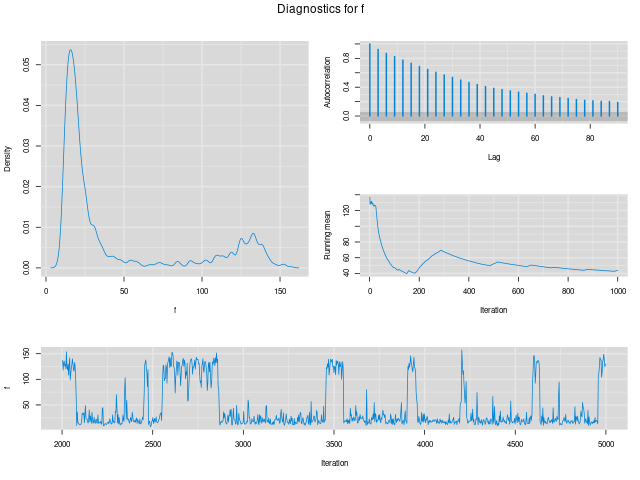 Diagnostics for f
Density
0.00 0.01 0.02 0.03 0.04 0.05
0 50 100 150
f
Autocorrelation
0.0 0.4 0.8
0 20 40 60 80
Lag
Running mean
40 60 80 120
0 200 400 600 800 1000
Iteration
f
50 100 150
2000 2500 3000 3500 4000 4500 5000
Iteration